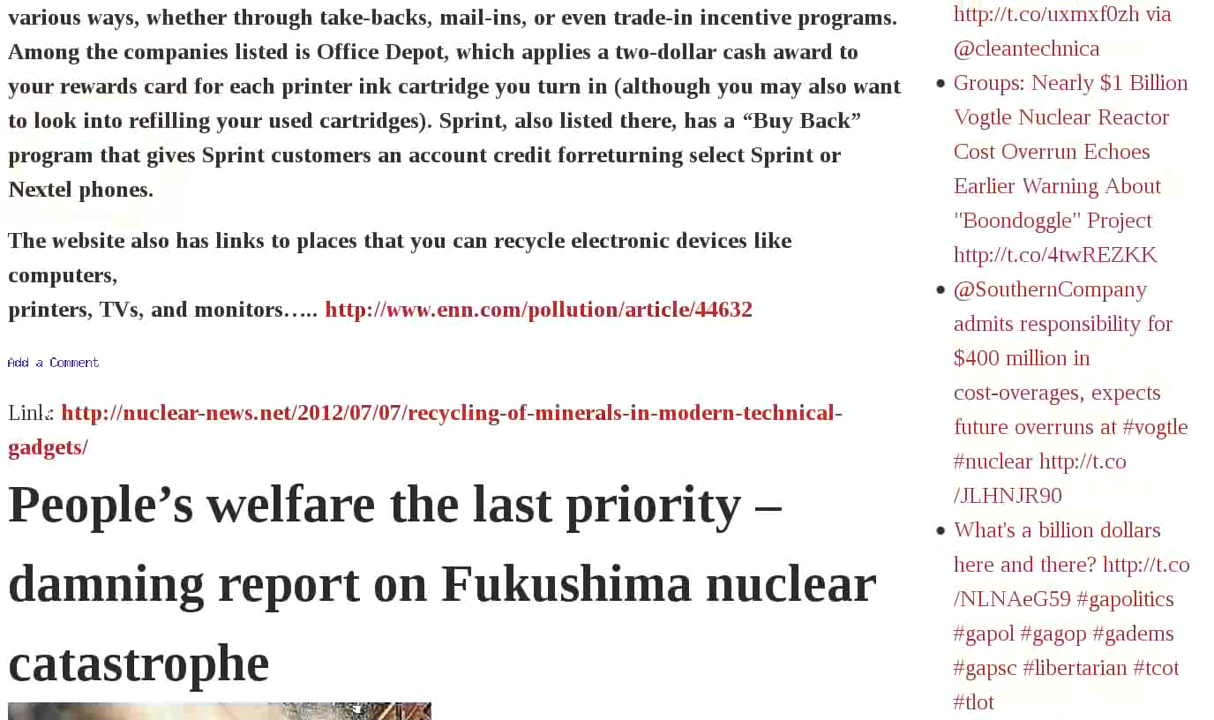 various ways, whether through take-backs, mail-ins, or even trade-in incentive programs.
Among the companies listed is Office Depot, which applies a two-dollar cash award to
your rewards card for each printer ink cartridge you turn in (although you may also want
to look into refilling your used cartridges). Sprint, also listed there, has a “Buy Back”
program that gives Sprint customers an account credit forreturning select Sprint or
Nextel phones.
The website also has links to places that you can recycle electronic devices like
computers,
printers, TVs, and monitors….. http://www.enn.com/pollution/article/44632
Add a Comment
Link: http://nuclear-news.net/2012/07/07/recycling-of-minerals-in-modern-technical-
gadgets/
People’s welfare the last priority –
damning report on Fukushima nuclear
catastrophe
http://t.co/uxmxf0zh via
@cleantechnica
• Groups: Nearly $1 Billion
Vogtle Nuclear Reactor
Cost Overrun Echoes
Earlier Warning About
"Boondoggle" Project
http://t.co/4twREZKK
• @SouthernCompany
admits responsibility for
$400 million in
cost-overages, expects
future overruns at #vogtle
#nuclear http://t.co
/JLHNJR90
• What's a billion dollars
here and there? http://t.co
/NLNAeG59 #gapolitics
#gapol #gagop #gadems
#gapsc #libertarian #tcot
#tlot